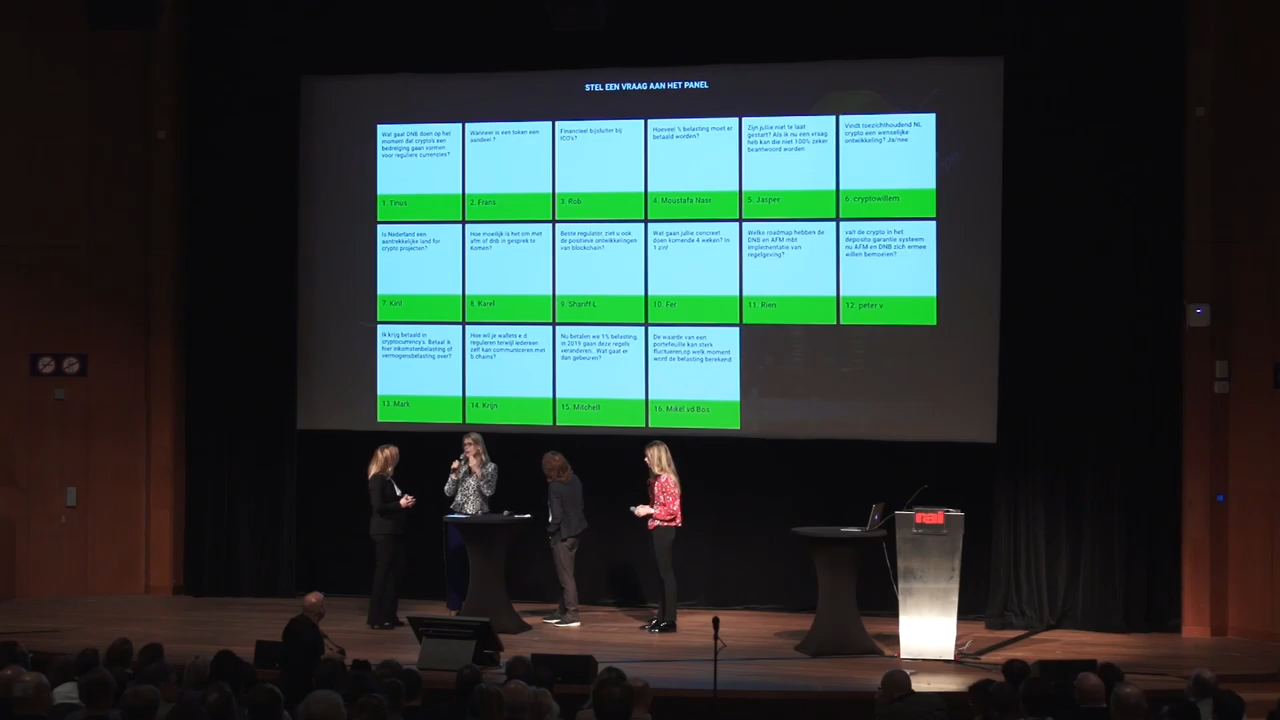 STEL EEN VRAAG AAN HET PANEL
Wat gaat DNB doen op het
moment dat crypto's een
bedreiging gaan vormen
voor reguliere currencies?
1. Tinus
Wanneer is een token een
aandeel ?
2. Frans
Financieel bijsluiter bij
ICO's?
3. Rob
Hoeveel % belasting moet er
betaald worden?
4. Moustafa Nasr
Zijn jullie niet te laat
gestart? Als ik nu een vraag
heb kan die niet 100% zeker
beantwoord worden
5. Jasper
Vindt toezichthoudend NL
crypto een wenselijke
ontwikkeling? Ja/nee
6. cryptowillem
Is Nederland een
aantrekkelijke land for
crypto projecten?
7. Kiril
Hoe moeilijk is het om met
afm of dnb in gesprek te
komen?
8. Karel
Beste regulator, ziet u ook
de positieve ontwikkelingen
van blockchain?
9. Shariff L
Wat gaan jullie concreet
doen komende 4 weken? In
1 zin!
10. Fer
Welke roadmap hebben de
DNB en AFM mbt
implementatie van
regelgeving?
11. Rien
valt de crypto in het
deposito garantie systeem
nu AFM en DNB zich ermee
willen bemoeien?
12. peter v
Ik krijg betaald in
cryptocurrency's. Betaal ik
hier inkomstenbelasting of
vermogensbelasting over?
13. Mark
Hoe wil je wallets e.d.
reguleren terwijl iedereen
zelf kan communiceren met
b chains?
14. Krijn
Nu betalen we 1% belasting,
in 2019 gaan deze regels
veranderen. Wat gaat er
dan gebeuren?
15. Mitchell
De waarde van een
portefeuille kan sterk
fluctueren,op welk moment
word de belasting berekend
16. Mikel vd Bos
rai